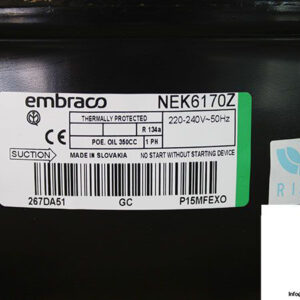 embraco NEK6170Z
THERMALLY PROTECTED
R 134a
220-240V~50Hz
CE
POE. OIL 350CC
1 PH
SUCTION
MADE IN SLOVAKIA
NO START WITHOUT STARTING DEVICE
267DA51 GC P15MFEXO